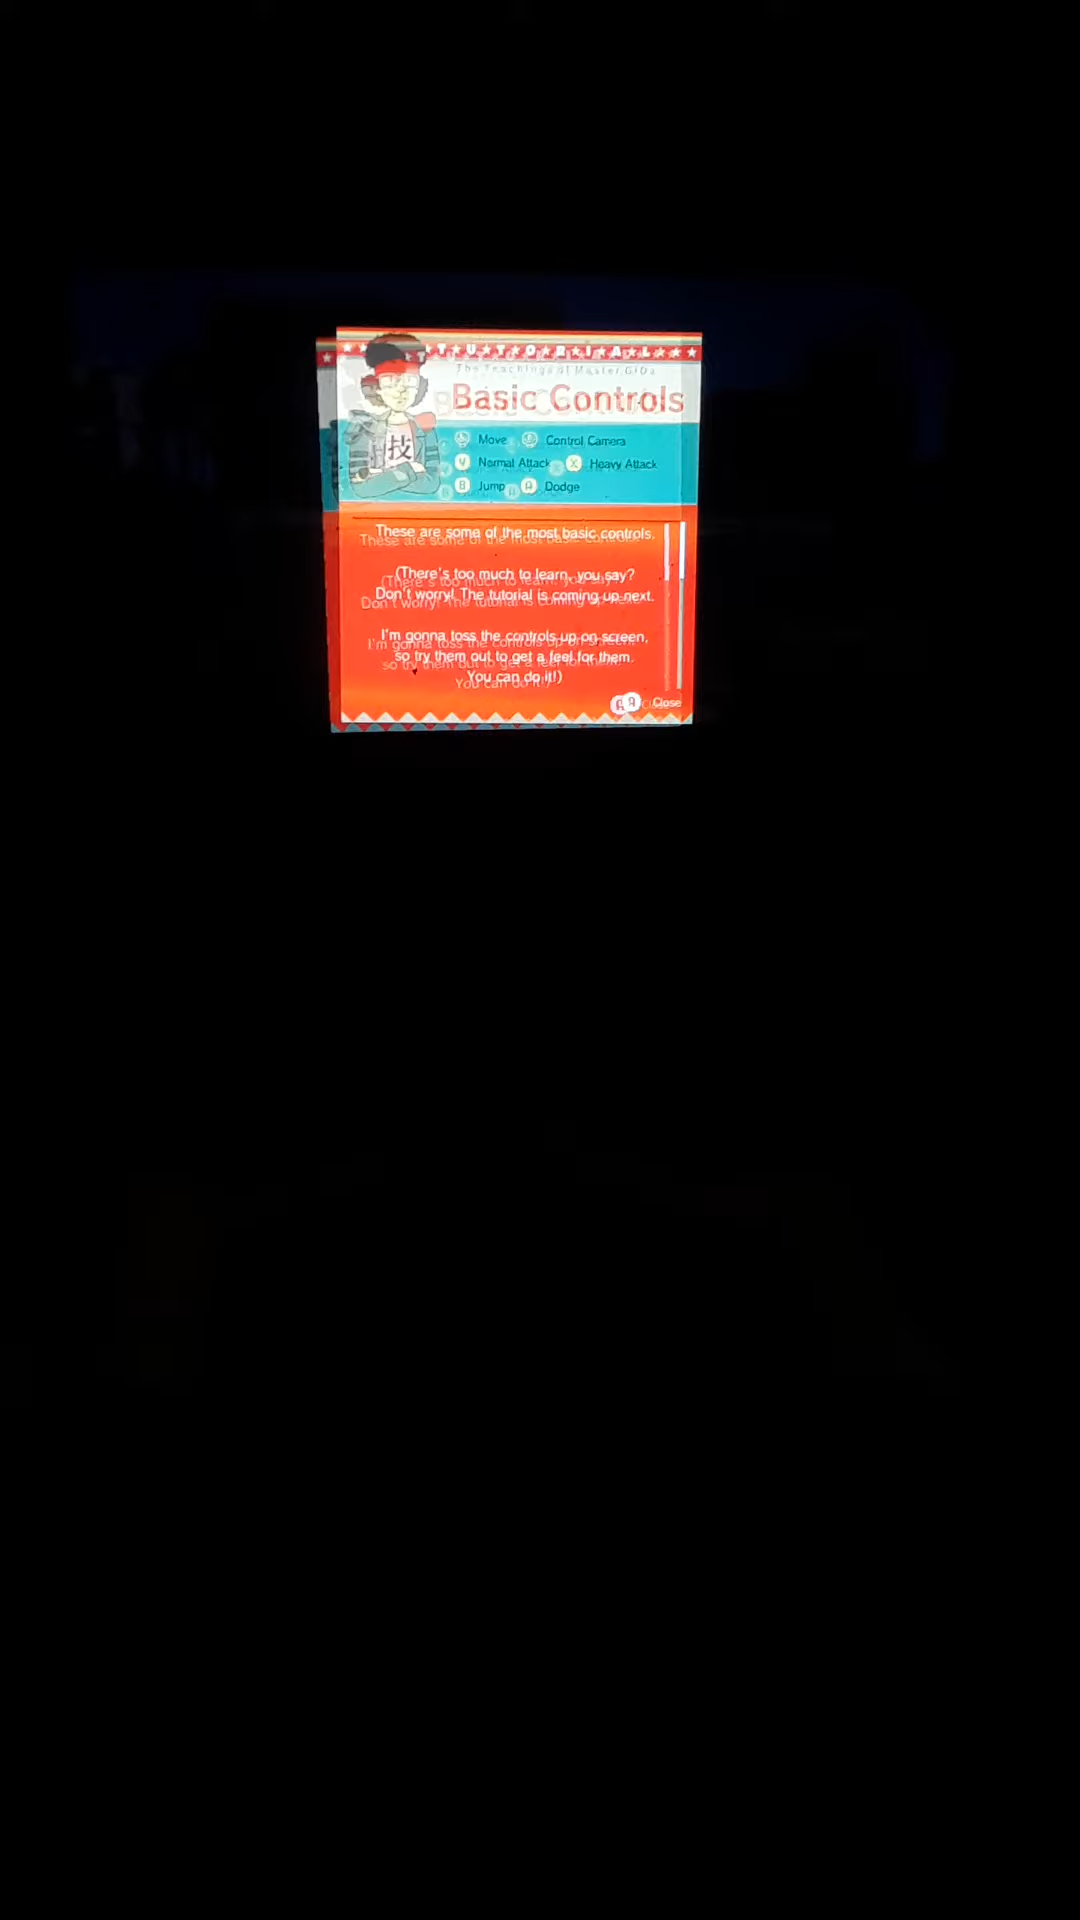 ★★★★★T★U★T★O★R★I★A★L★★★★
The Teachings of Master GIDa
Basic Controls
技
Move Control Camera
Y Normal Attack X Heavy Attack
B Jump A Dodge
These are some of the most basic controls.
(There's too much to learn, you say?
Don't worry! The tutorial is coming up next.
I'm gonna toss the controls up on-screen,
so try them out to get a feel for them.
You can do it!)
A Close